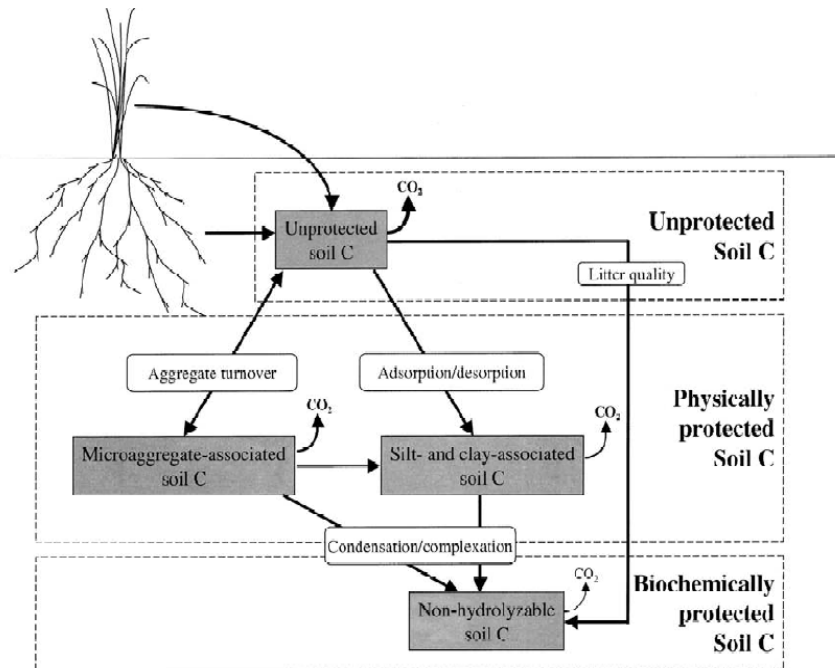 CO₂
Unprotected
soil C
Unprotected
Soil C
Litter quality
Aggregate turnover
Adsorption/desorption
Physically
protected
Soil C
CO₂
CO₂
Microaggregate-associated
soil C
Silt- and clay-associated
soil C
Condensation/complexation
CO₂
Non-hydrolyzable
soil C
Biochemically
protected
Soil C